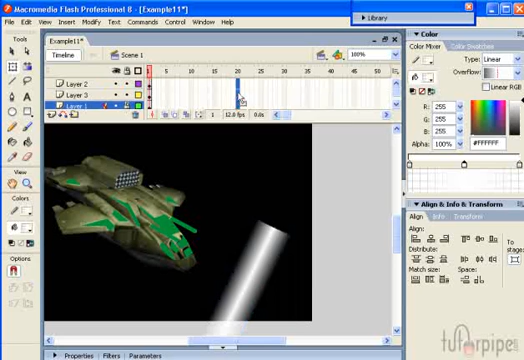 Macromedia Flash Professional 8 - [Example11*]
File Edit View Insert Modify Text Commands Control Window Help
Library
Tools
Example11*
Timeline Scene 1 100%
1 5 10 15 20 25 30 35 40 45 50
Layer 2
Layer 3
Layer 1
1 12.0 fps 0.0s
View
Colors
Options
Color
Color Mixer Color Swatches
Type: Linear
Overflow:
Linear RGB
R: 255
G: 255
B: 255
Alpha: 100% #FFFFFF
Align & Info & Transform
Align Info Transform
Align:
Distribute:
Match size: Space:
To stage:
Properties Filters Parameters
tutorpipe